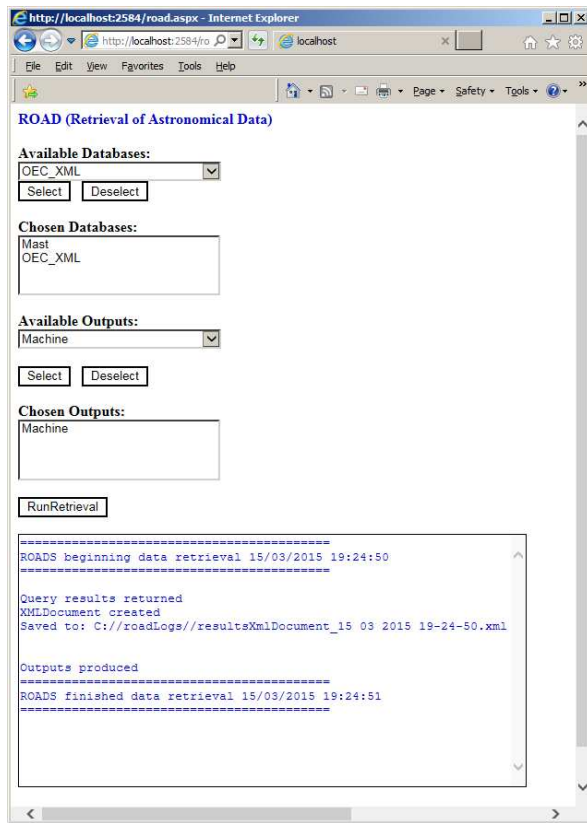 http://localhost:2584/road.aspx - Internet Explorer
http://localhost:2584/ro
localhost
File Edit View Favorites Tools Help
Page Safety Tools
ROAD (Retrieval of Astronomical Data)
Available Databases:
OEC_XML
Select Deselect
Chosen Databases:
Mast
OEC_XML
Available Outputs:
Machine
Select Deselect
Chosen Outputs:
Machine
RunRetrieval
==========================================
ROADS beginning data retrieval 15/03/2015 19:24:50
==========================================
Query results returned
XMLDocument created
Saved to: C://roadLogs//resultsXmlDocument_15 03 2015 19-24-50.xml
Outputs produced
==========================================
ROADS finished data retrieval 15/03/2015 19:24:51
==========================================